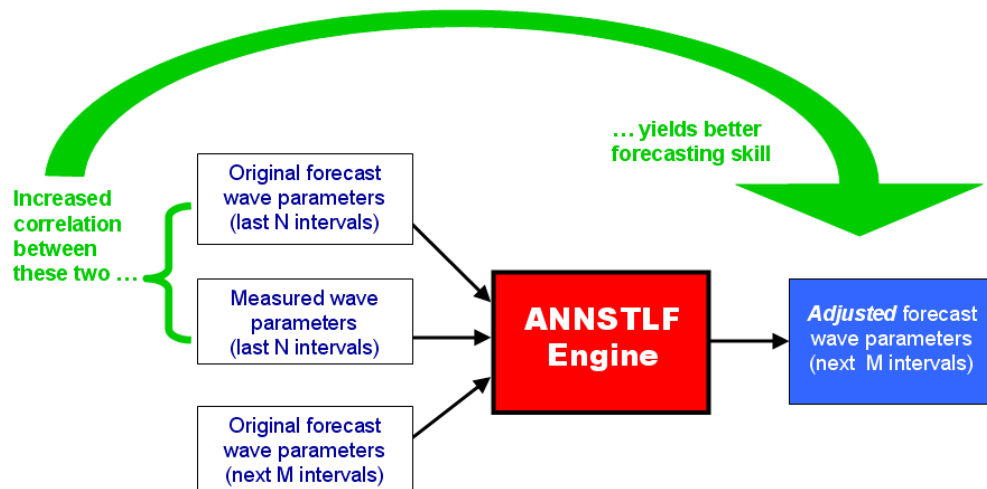 … yields better
forecasting skill
Increased
correlation
between
these two …
Original forecast
wave parameters
(last N intervals)
Measured wave
parameters
(last N intervals)
Original forecast
wave parameters
(next M intervals)
ANNSTLF
Engine
Adjusted forecast
wave parameters
(next M intervals)